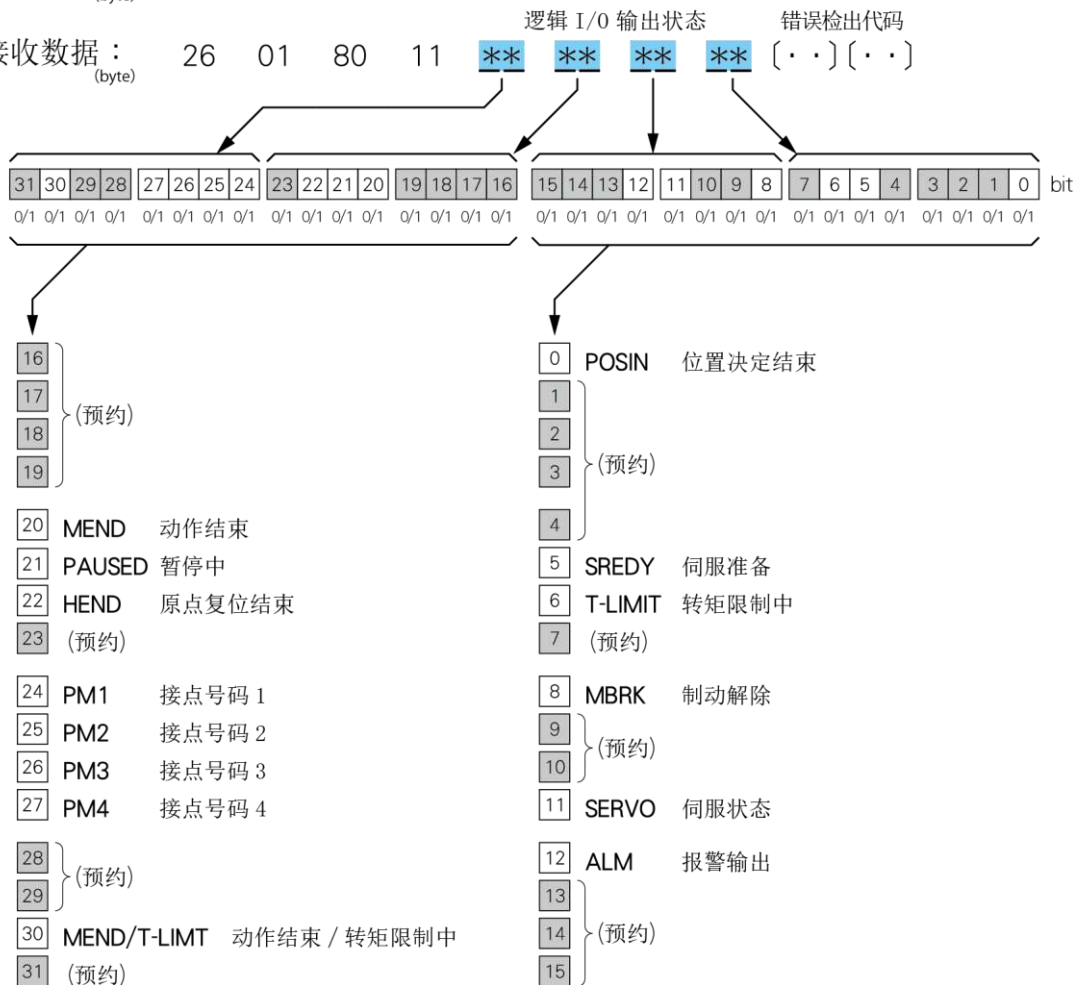 (byte)
逻辑 I/O 输出状态 错误检出代码
接收数据： 26 01 80 11 ** ** ** ** 〔··〕〔··〕
(byte)
31 30 29 28 27 26 25 24 23 22 21 20 19 18 17 16 15 14 13 12 11 10 9 8 7 6 5 4 3 2 1 0 bit
0/1 0/1 0/1 0/1 0/1 0/1 0/1 0/1 0/1 0/1 0/1 0/1 0/1 0/1 0/1 0/1 0/1 0/1 0/1 0/1 0/1 0/1 0/1 0/1 0/1 0/1 0/1 0/1 0/1 0/1 0/1 0/1
16
17
(预约)
18
19
20 MEND 动作结束
21 PAUSED 暂停中
22 HEND 原点复位结束
23 (预约)
24 PM1 接点号码 1
25 PM2 接点号码 2
26 PM3 接点号码 3
27 PM4 接点号码 4
28
(预约)
29
30 MEND/T-LIMT 动作结束 / 转矩限制中
31 (预约)
0 POSIN 位置决定结束
1
2
(预约)
3
4
5 SREDY 伺服准备
6 T-LIMIT 转矩限制中
7 (预约)
8 MBRK 制动解除
9
(预约)
10
11 SERVO 伺服状态
12 ALM 报警输出
13
14 (预约)
15